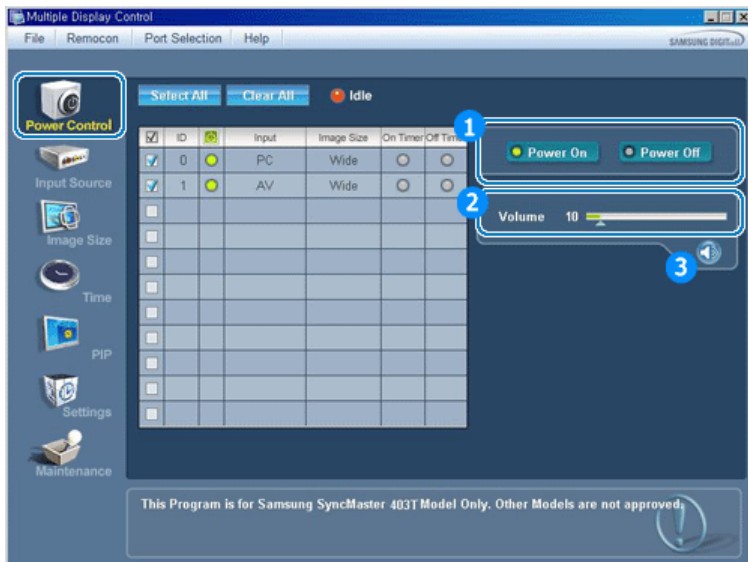 Multiple Display Control
File Remocon Port Selection Help
SAMSUNG DIGITall
Select All Clear All Idle
Power Control
ID Input Image Size On Timer Off Timer
1
Power On Power Off
0 PC Wide
1 AV Wide
2
Volume 10
3
Input Source
Image Size
Time
PIP
Settings
Maintenance
This Program is for Samsung SyncMaster 403T Model Only. Other Models are not approved.